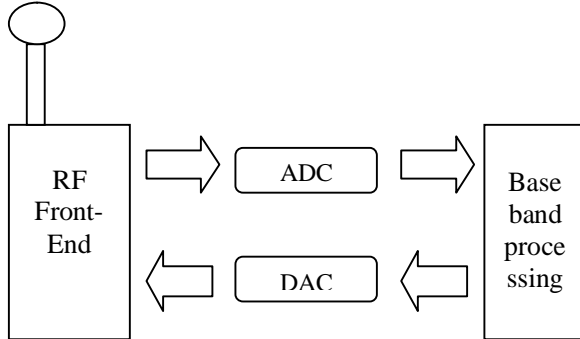 RF
Front-
End
ADC
DAC
Base
band
proce
ssing